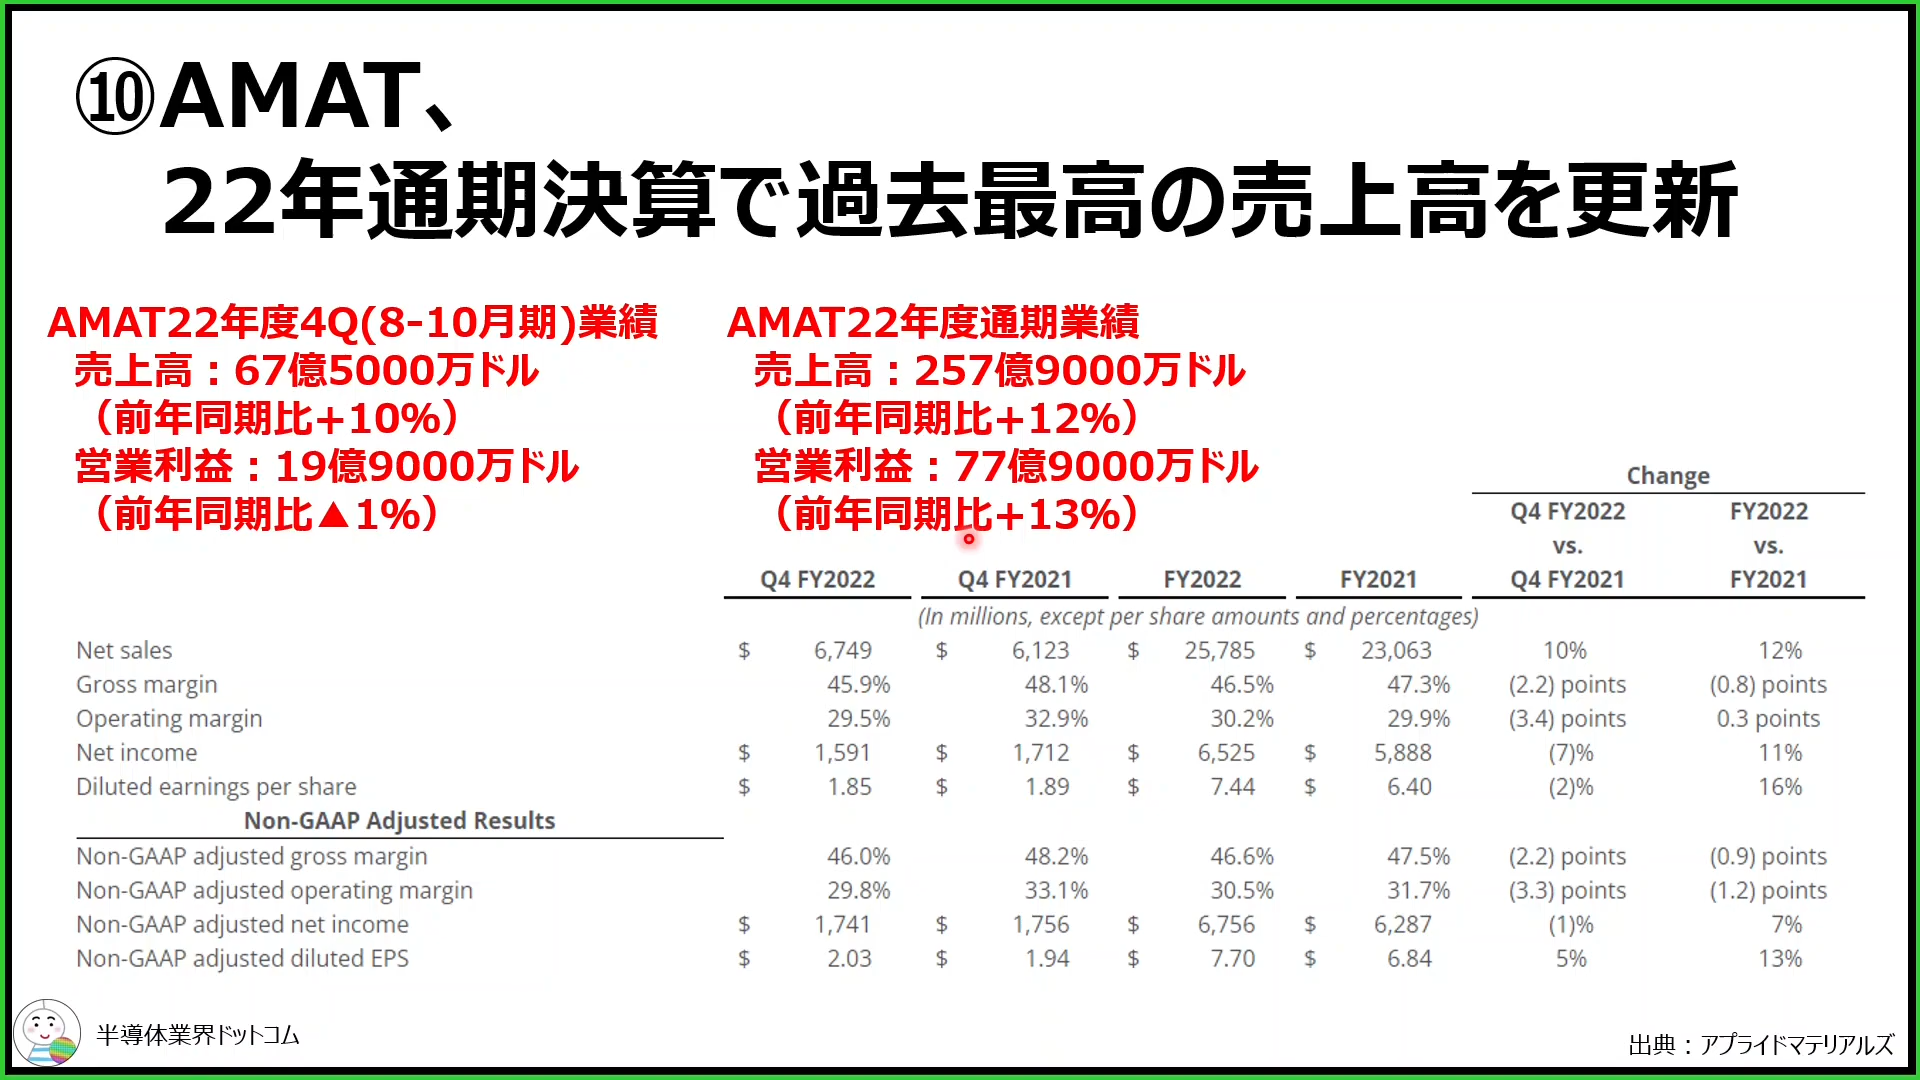 ⑩AMAT、
22年通期決算で過去最高の売上高を更新
AMAT22年度4Q(8-10月期)業績
売上高：67億5000万ドル
（前年同期比+10%）
営業利益：19億9000万ドル
（前年同期比▲1%）
AMAT22年度通期業績
売上高：257億9000万ドル
（前年同期比+12%）
営業利益：77億9000万ドル
（前年同期比+13%）
Change
Q4 FY2022 FY2022
vs. vs.
Q4 FY2022 Q4 FY2021 FY2022 FY2021 Q4 FY2021 FY2021
(In millions, except per share amounts and percentages)
Net sales $ 6,749 $ 6,123 $ 25,785 $ 23,063 10% 12%
Gross margin 45.9% 48.1% 46.5% 47.3% (2.2) points (0.8) points
Operating margin 29.5% 32.9% 30.2% 29.9% (3.4) points 0.3 points
Net income $ 1,591 $ 1,712 $ 6,525 $ 5,888 (7)% 11%
Diluted earnings per share $ 1.85 $ 1.89 $ 7.44 $ 6.40 (2)% 16%
Non-GAAP Adjusted Results
Non-GAAP adjusted gross margin 46.0% 48.2% 46.6% 47.5% (2.2) points (0.9) points
Non-GAAP adjusted operating margin 29.8% 33.1% 30.5% 31.7% (3.3) points (1.2) points
Non-GAAP adjusted net income $ 1,741 $ 1,756 $ 6,756 $ 6,287 (1)% 7%
Non-GAAP adjusted diluted EPS $ 2.03 $ 1.94 $ 7.70 $ 6.84 5% 13%
半導体業界ドットコム
出典：アプライドマテリアルズ